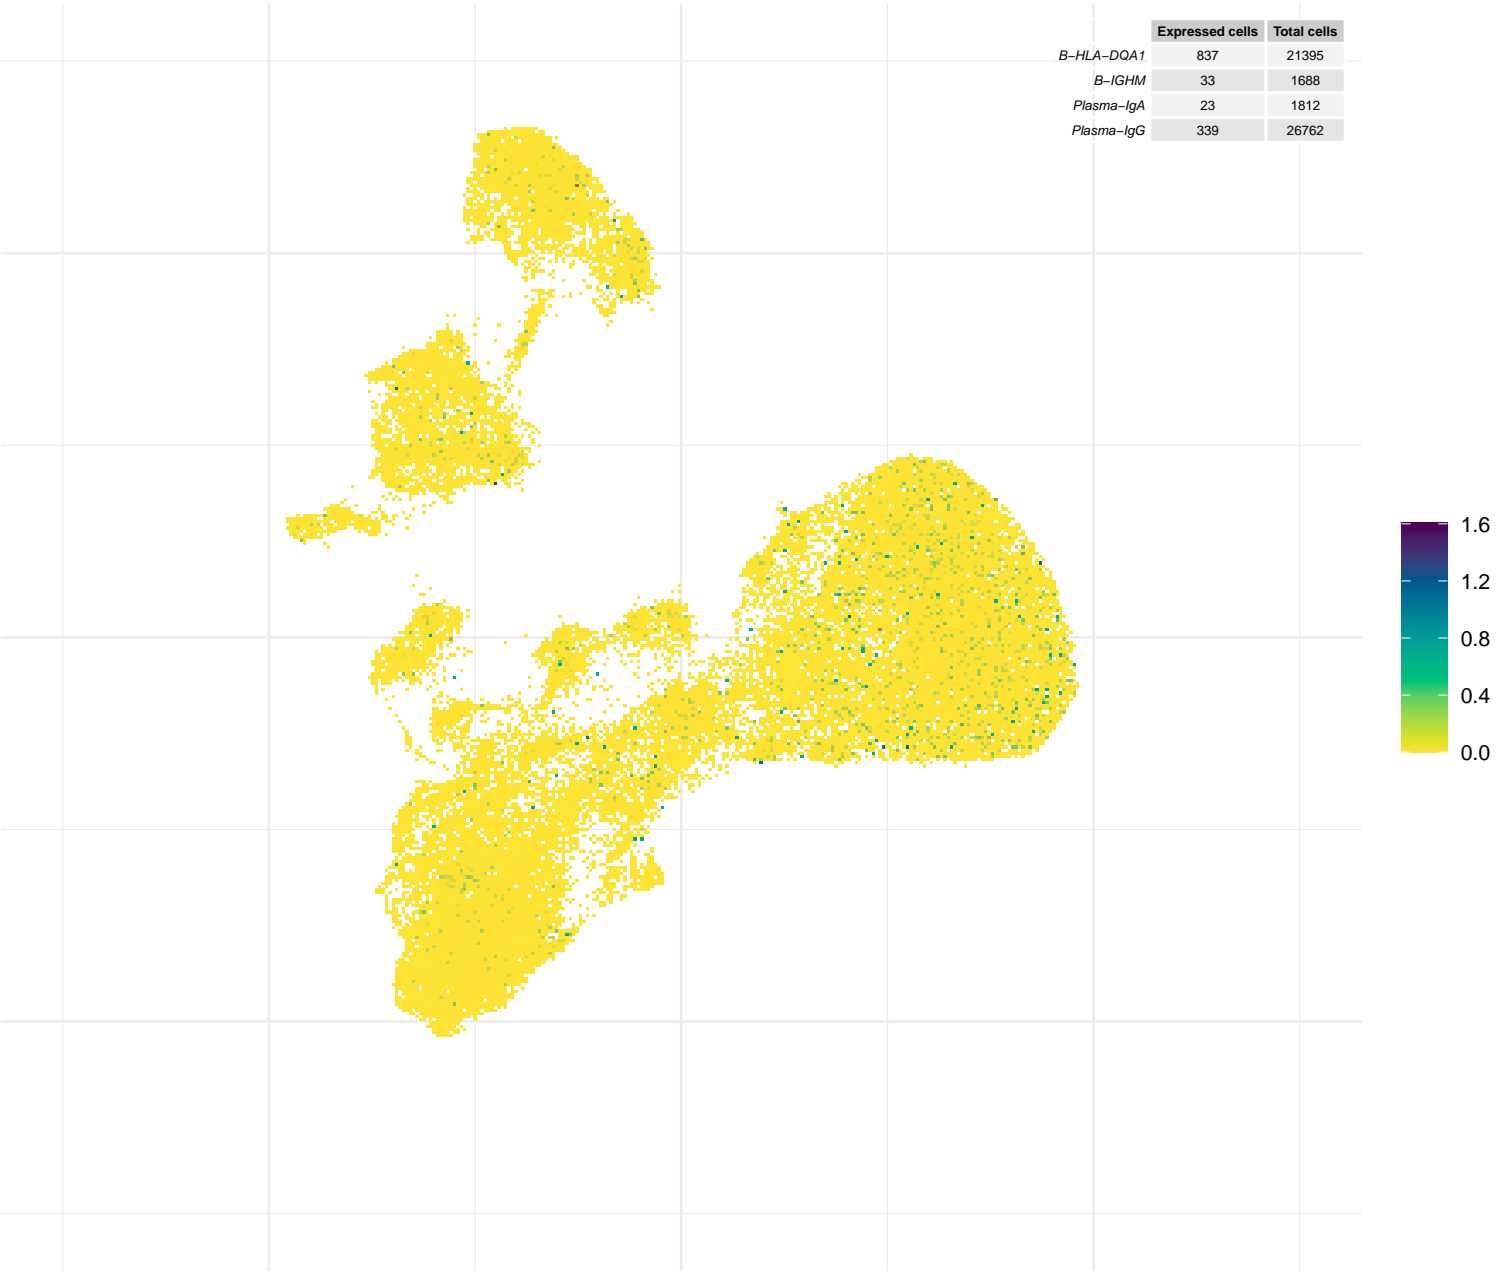 Expressed cells Total cells
B−HLA−DQA1 837 21395
B−IGHM 33 1688
Plasma−IgA 23 1812
Plasma−IgG 339 26762
1.6
1.2
0.8
0.4
0.0